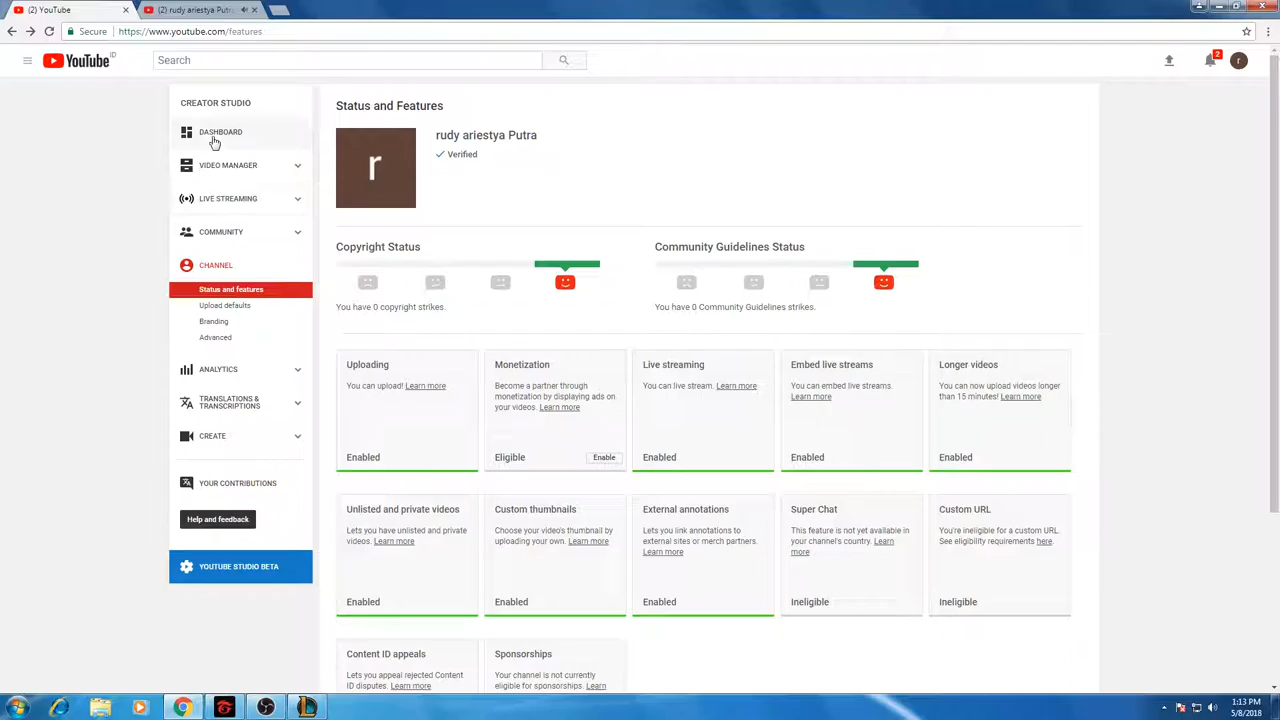 (2) YouTube
(2) rudy ariestya Putr
Secure
https://www.youtube.com/features
YouTube ID
Search
2
r
CREATOR STUDIO
DASHBOARD
VIDEO MANAGER
LIVE STREAMING
COMMUNITY
CHANNEL
Status and features
Upload defaults
Branding
Advanced
ANALYTICS
TRANSLATIONS &
TRANSCRIPTIONS
CREATE
YOUR CONTRIBUTIONS
Help and feedback
YOUTUBE STUDIO BETA
Status and Features
r
rudy ariestya Putra
Verified
Copyright Status
You have 0 copyright strikes.
Community Guidelines Status
You have 0 Community Guidelines strikes.
Uploading
You can upload! Learn more
Enabled
Monetization
Become a partner through
monetization by displaying ads on
your videos. Learn more
Eligible
Enable
Live streaming
You can live stream. Learn more
Enabled
Embed live streams
You can embed live streams.
Learn more
Enabled
Longer videos
You can now upload videos longer
than 15 minutes! Learn more
Enabled
Unlisted and private videos
Lets you have unlisted and private
videos. Learn more
Enabled
Custom thumbnails
Choose your video's thumbnail by
uploading your own. Learn more
Enabled
External annotations
Lets you link annotations to
external sites or merch partners.
Learn more
Enabled
Super Chat
This feature is not yet available in
your channel's country. Learn
more
Ineligible
Custom URL
You're ineligible for a custom URL.
See eligibility requirements here.
Ineligible
Content ID appeals
Lets you appeal rejected Content
ID disputes. Learn more
Sponsorships
Your channel is not currently
eligible for sponsorships. Learn
1:13 PM
5/8/2018